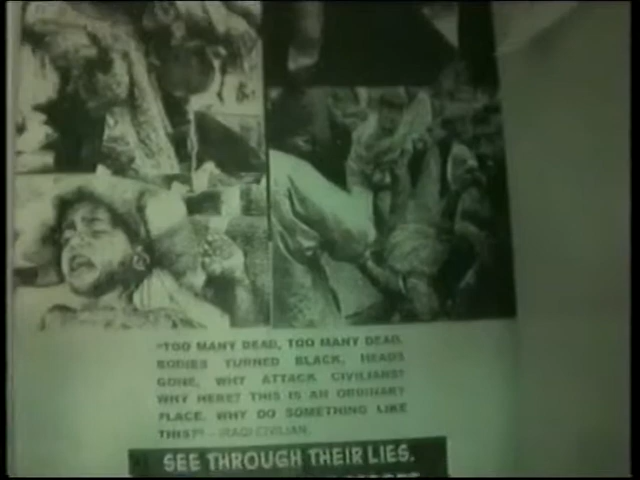 "TOO MANY DEAD, TOO MANY DEAD.
BODIES TURNED BLACK, HEADS
GONE, WHY ATTACK CIVILIANS?
WHY HERE? THIS IS AN ORDINARY
PLACE. WHY DO SOMETHING LIKE
THIS?" – IRAQI CIVILIAN.
SEE THROUGH THEIR LIES.